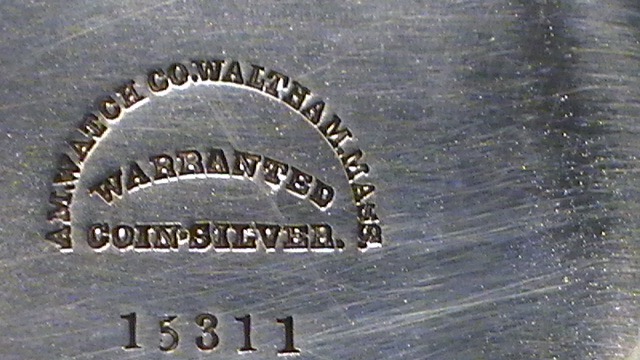 AM.WATCH CO.WALTHAM.MASS
WARRANTED
COIN-SILVER.
15311